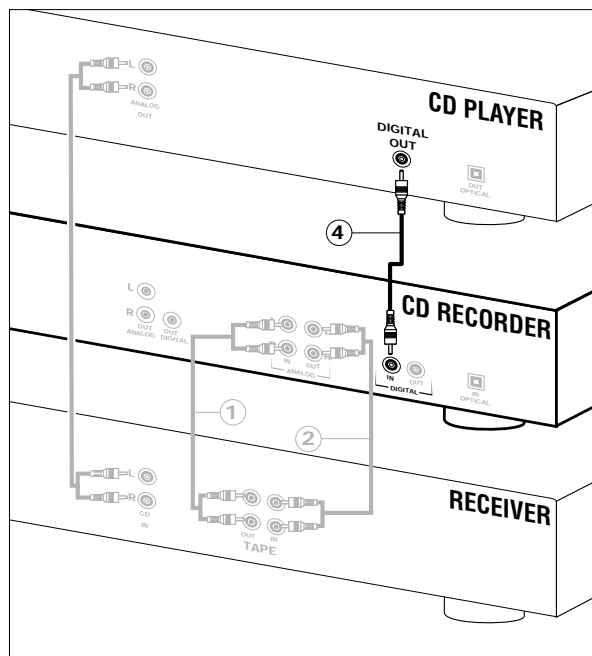 L
R
ANALOG
OUT
CD PLAYER
DIGITAL
OUT
OUT
OPTICAL
4
CD RECORDER
L
R
OUT
ANALOG
OUT
DIGITAL
L
R
IN
OUT
ANALOG
IN
OUT
DIGITAL
IN
OPTICAL
1
2
RECEIVER
L
R
CD
IN
OUT
IN
TAPE